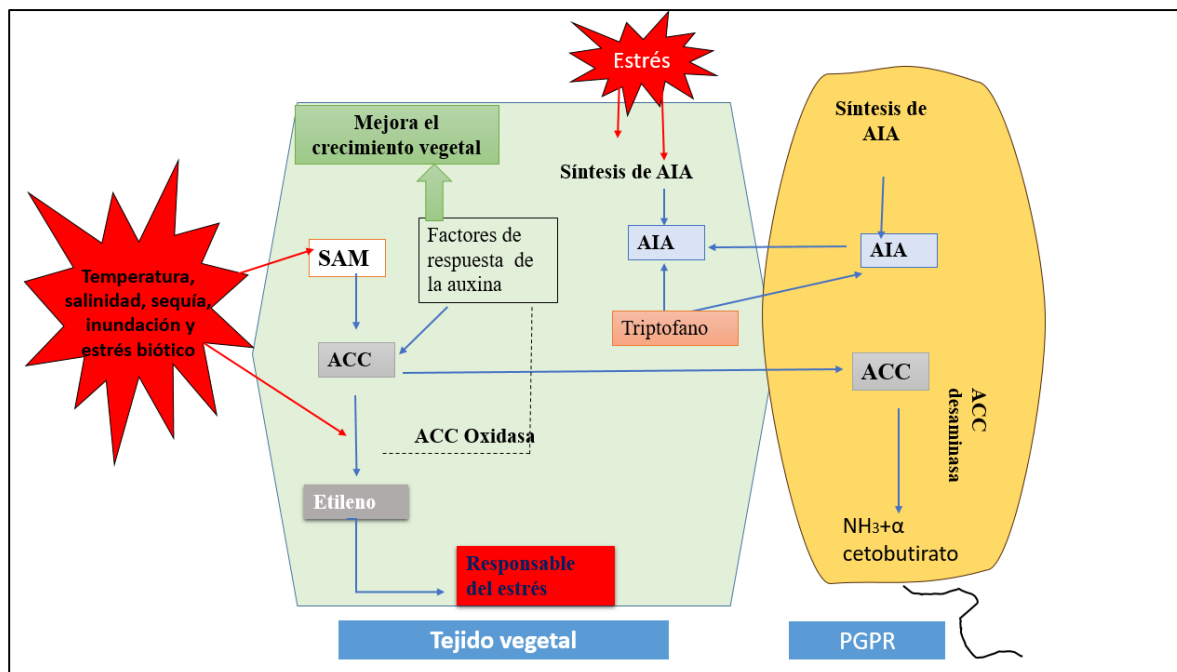 Estrés
Mejora el
crecimiento vegetal
Síntesis de AIA
Síntesis de
AIA
Temperatura,
salinidad, sequía,
inundación y
estrés biótico
SAM
Factores de
respuesta de
la auxina
AIA
AIA
Triptofano
ACC
ACC
ACC
desaminasa
ACC Oxidasa
Etileno
NH₃+α
cetobutirato
Responsable
del estrés
Tejido vegetal
PGPR